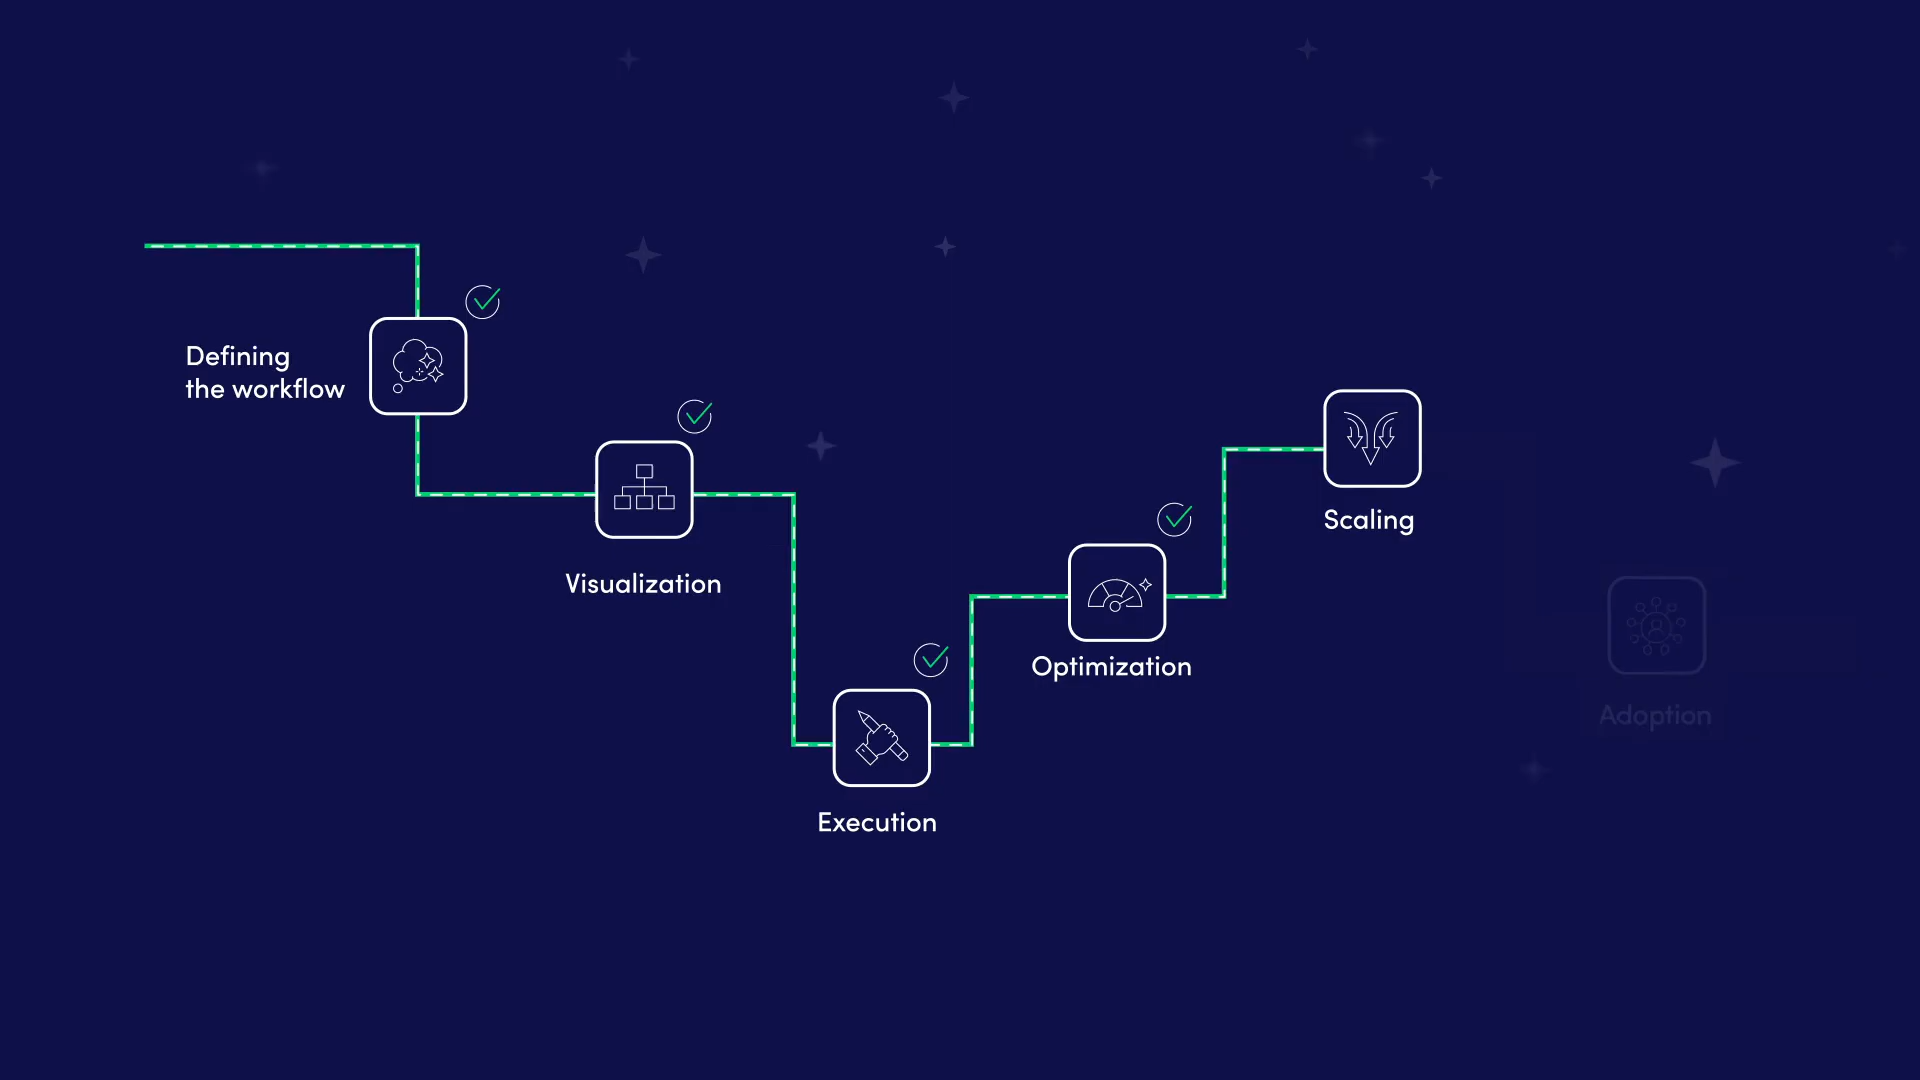 Defining
the workflow
Visualization
Execution
Optimization
Scaling
Adoption